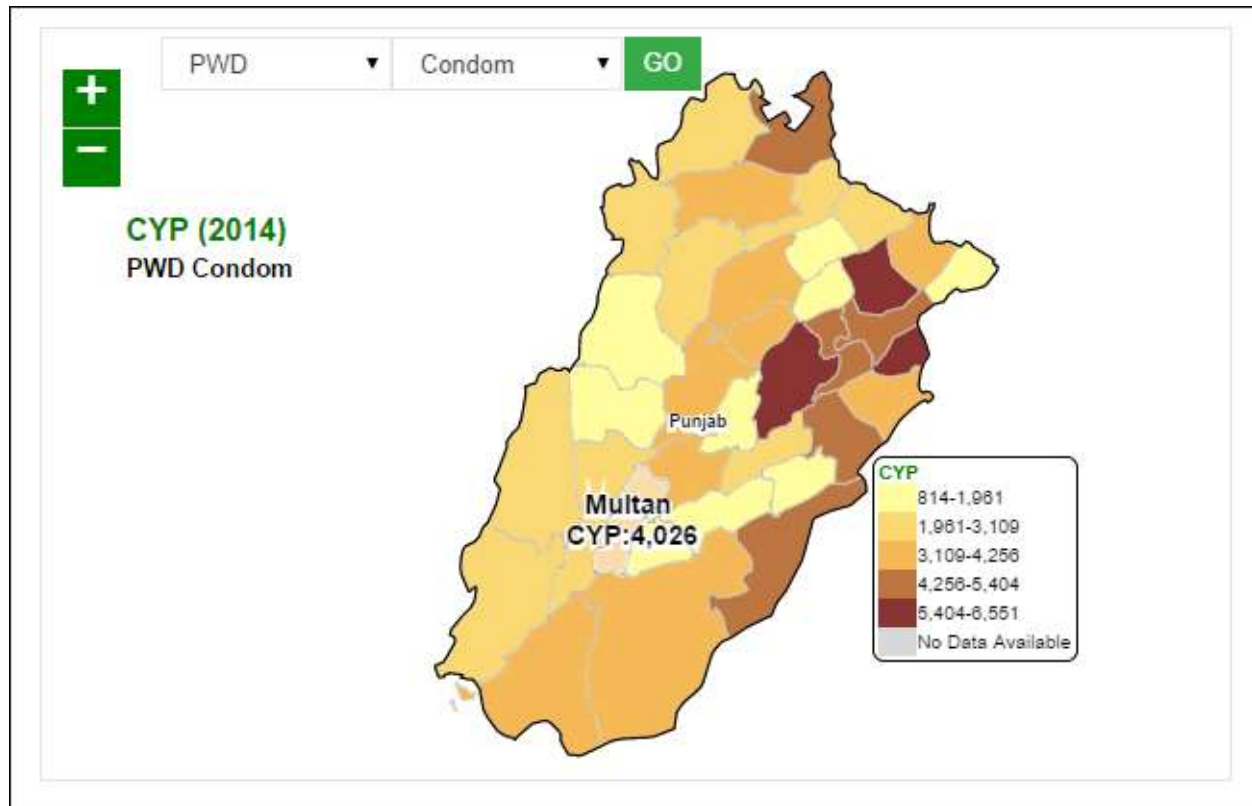 PWD
Condom
GO
+
−
CYP (2014)
PWD Condom
Punjab
Multan
CYP:4,026
CYP
814-1,961
1,961-3,109
3,109-4,256
4,256-5,404
5,404-6,551
No Data Available